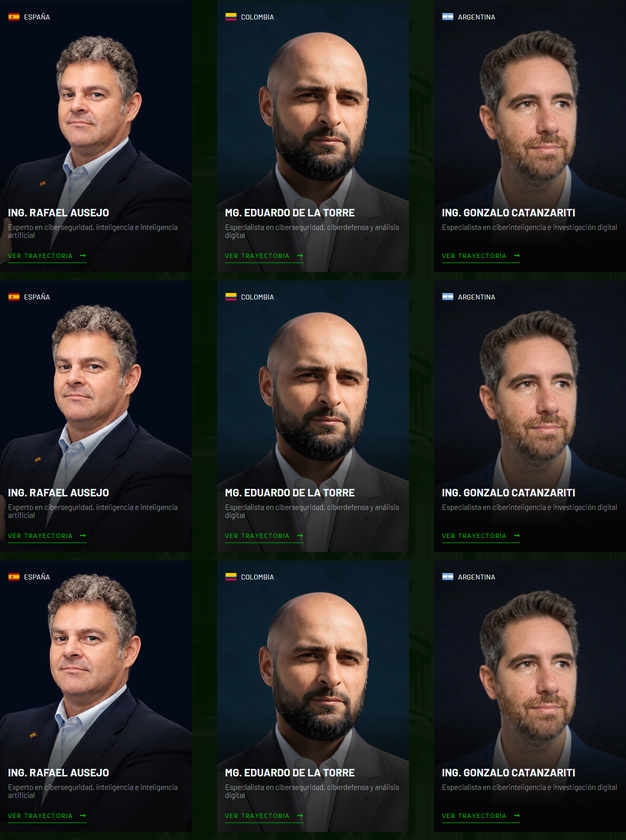 ESPAÑA
COLOMBIA
ARGENTINA
ING. RAFAEL AUSEJO
Experto en ciberseguridad, inteligencia e inteligencia
artificial
VER TRAYECTORIA →
MG. EDUARDO DE LA TORRE
Especialista en ciberseguridad, ciberdefensa y análisis
digital
VER TRAYECTORIA →
ING. GONZALO CATANZARITI
Especialista en ciberinteligencia e investigación digital
VER TRAYECTORIA →
ESPAÑA
COLOMBIA
ARGENTINA
ING. RAFAEL AUSEJO
Experto en ciberseguridad, inteligencia e inteligencia
artificial
VER TRAYECTORIA →
MG. EDUARDO DE LA TORRE
Especialista en ciberseguridad, ciberdefensa y análisis
digital
VER TRAYECTORIA →
ING. GONZALO CATANZARITI
Especialista en ciberinteligencia e investigación digital
VER TRAYECTORIA →
ESPAÑA
COLOMBIA
ARGENTINA
ING. RAFAEL AUSEJO
Experto en ciberseguridad, inteligencia e inteligencia
artificial
VER TRAYECTORIA →
MG. EDUARDO DE LA TORRE
Especialista en ciberseguridad, ciberdefensa y análisis
digital
VER TRAYECTORIA →
ING. GONZALO CATANZARITI
Especialista en ciberinteligencia e investigación digital
VER TRAYECTORIA →